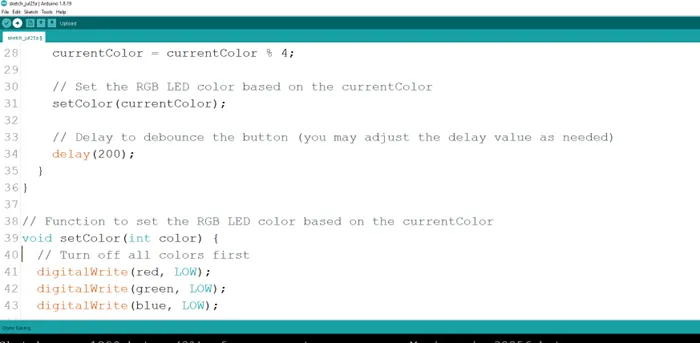 sketch_jul25a | Arduino 1.8.19
File Edit Sketch Tools Help
Upload
sketch_jul25a §
28 currentColor = currentColor % 4;
29
30 // Set the RGB LED color based on the currentColor
31 setColor(currentColor);
32
33 // Delay to debounce the button (you may adjust the delay value as needed)
34 delay(200);
35 }
36 }
37
38 // Function to set the RGB LED color based on the currentColor
39 void setColor(int color) {
40 // Turn off all colors first
41 digitalWrite(red, LOW);
42 digitalWrite(green, LOW);
43 digitalWrite(blue, LOW);